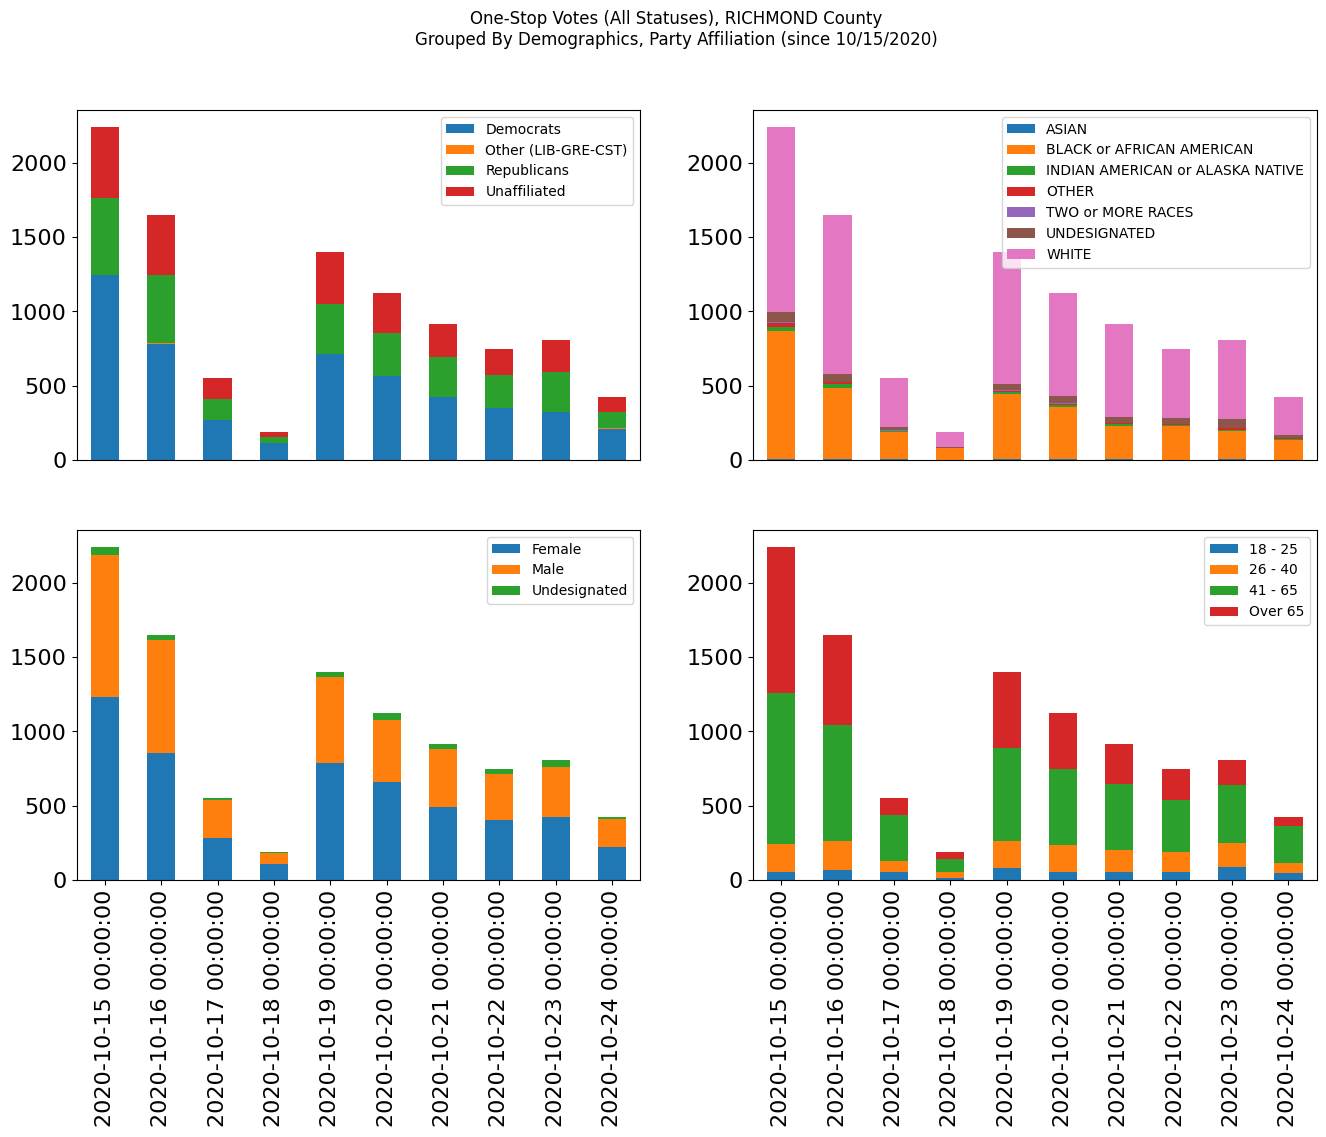 One-Stop Votes (All Statuses), RICHMOND County
Grouped By Demographics, Party Affiliation (since 10/15/2020)
2000
1500
1000
500
0
Democrats
Other (LIB-GRE-CST)
Republicans
Unaffiliated
2000
1500
1000
500
0
ASIAN
BLACK or AFRICAN AMERICAN
INDIAN AMERICAN or ALASKA NATIVE
OTHER
TWO or MORE RACES
UNDESIGNATED
WHITE
2000
1500
1000
500
0
Female
Male
Undesignated
2020-10-15 00:00:00
2020-10-16 00:00:00
2020-10-17 00:00:00
2020-10-18 00:00:00
2020-10-19 00:00:00
2020-10-20 00:00:00
2020-10-21 00:00:00
2020-10-22 00:00:00
2020-10-23 00:00:00
2020-10-24 00:00:00
2000
1500
1000
500
0
18 - 25
26 - 40
41 - 65
Over 65
2020-10-15 00:00:00
2020-10-16 00:00:00
2020-10-17 00:00:00
2020-10-18 00:00:00
2020-10-19 00:00:00
2020-10-20 00:00:00
2020-10-21 00:00:00
2020-10-22 00:00:00
2020-10-23 00:00:00
2020-10-24 00:00:00